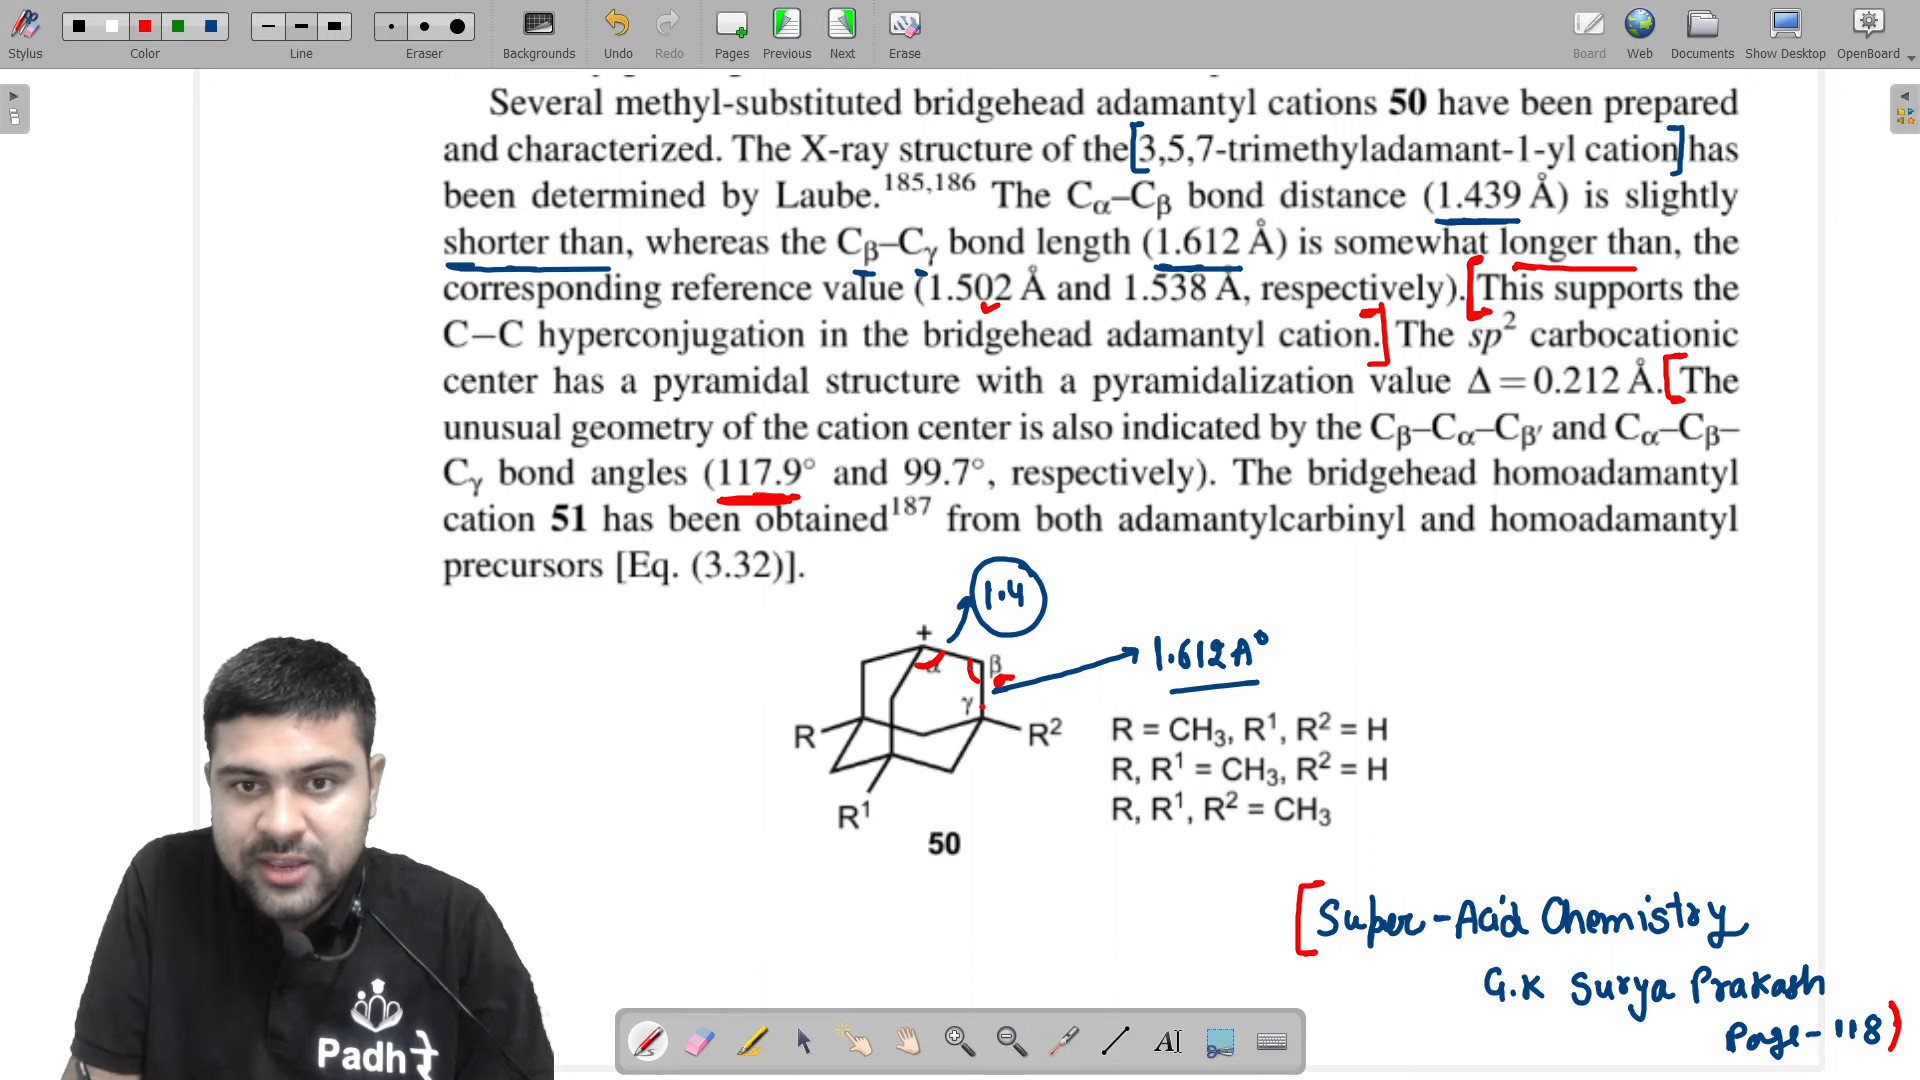 Stylus
Color
Line
Eraser
Backgrounds
Undo
Redo
Pages
Previous
Next
Erase
Board
Web
Documents
Show Desktop
OpenBoard
Several methyl-substituted bridgehead adamantyl cations 50 have been prepared
and characterized. The X-ray structure of the [3,5,7-trimethyladamant-1-yl cation] has
been determined by Laube.185,186 The Cα–Cβ bond distance (1.439 Å) is slightly
shorter than, whereas the Cβ–Cγ bond length (1.612 Å) is somewhat longer than, the
corresponding reference value (1.502 Å and 1.538 Å, respectively). [This supports the
C–C hyperconjugation in the bridgehead adamantyl cation.] The sp2 carbocationic
center has a pyramidal structure with a pyramidalization value Δ = 0.212 Å. [The
unusual geometry of the cation center is also indicated by the Cβ–Cα–Cβ′ and Cα–Cβ–
Cγ bond angles (117.9° and 99.7°, respectively). The bridgehead homoadamantyl
cation 51 has been obtained187 from both adamantylcarbinyl and homoadamantyl
precursors [Eq. (3.32)].
1.4
+
α
β
1.612 A°
γ
R
R2
R1
50
R = CH3, R1, R2 = H
R, R1 = CH3, R2 = H
R, R1, R2 = CH3
[Super-Acid Chemistry
G.K Surya Prakash
Page-118)
Padhरे
AI